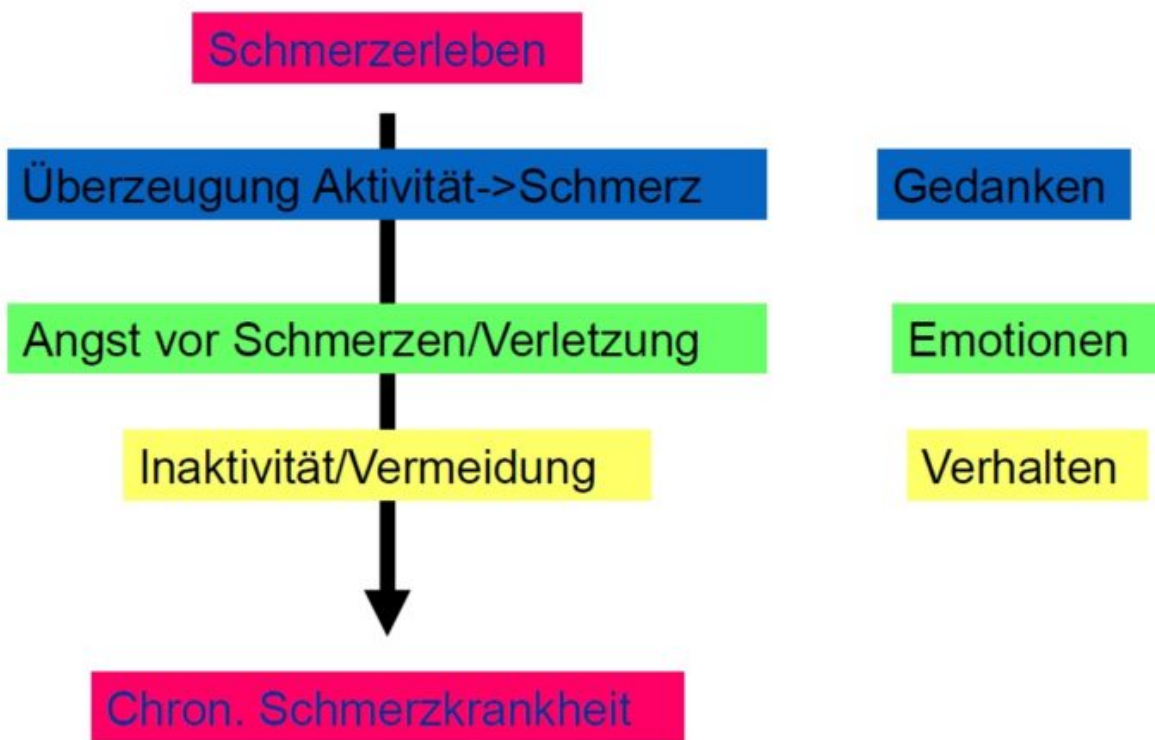 Schmerzerleben
Überzeugung Aktivität->Schmerz
Gedanken
Angst vor Schmerzen/Verletzung
Emotionen
Inaktivität/Vermeidung
Verhalten
Chron. Schmerzkrankheit